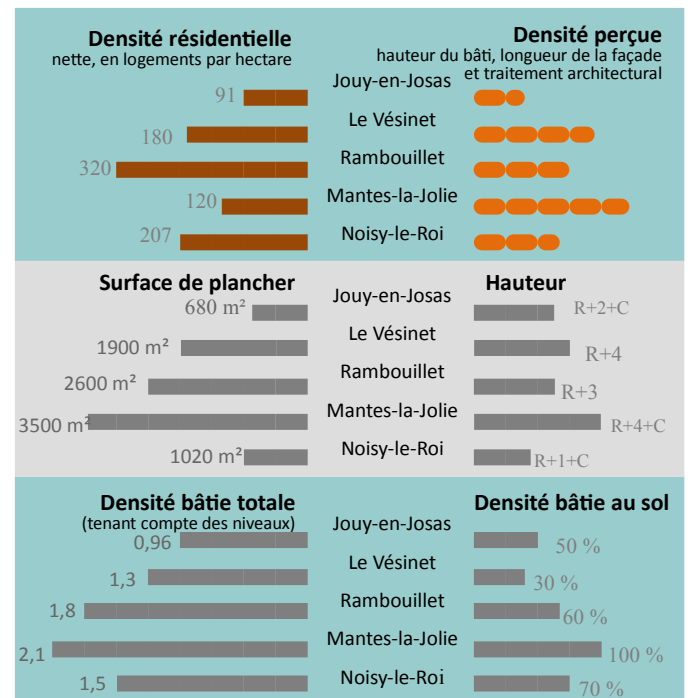 Densité résidentielle
nette, en logements par hectare
Densité perçue
hauteur du bâti, longueur de la façade
et traitement architectural
Jouy-en-Josas
91
Le Vésinet
180
Rambouillet
320
Mantes-la-Jolie
120
Noisy-le-Roi
207
Surface de plancher
Hauteur
Jouy-en-Josas
680 m²
R+2+C
Le Vésinet
1900 m²
R+4
Rambouillet
2600 m²
R+3
Mantes-la-Jolie
3500 m²
R+4+C
Noisy-le-Roi
1020 m²
R+1+C
Densité bâtie totale
(tenant compte des niveaux)
Densité bâtie au sol
Jouy-en-Josas
0,96
50 %
Le Vésinet
1,3
30 %
Rambouillet
1,8
60 %
Mantes-la-Jolie
2,1
100 %
Noisy-le-Roi
1,5
70 %